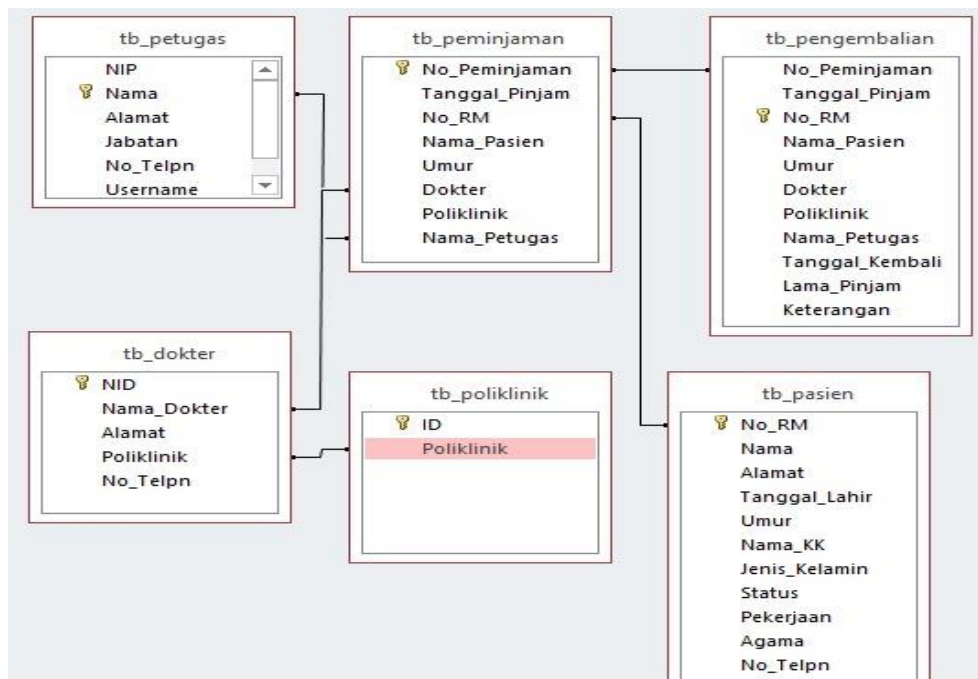 tb_petugas
NIP
Nama
Alamat
Jabatan
No_Telpn
Username
tb_peminjaman
No_Peminjaman
Tanggal_Pinjam
No_RM
Nama_Pasien
Umur
Dokter
Poliklinik
Nama_Petugas
tb_pengembalian
No_Peminjaman
Tanggal_Pinjam
No_RM
Nama_Pasien
Umur
Dokter
Poliklinik
Nama_Petugas
Tanggal_Kembali
Lama_Pinjam
Keterangan
tb_dokter
NID
Nama_Dokter
Alamat
Poliklinik
No_Telpn
tb_poliklinik
ID
Poliklinik
tb_pasien
No_RM
Nama
Alamat
Tanggal_Lahir
Umur
Nama_KK
Jenis_Kelamin
Status
Pekerjaan
Agama
No_Telpn